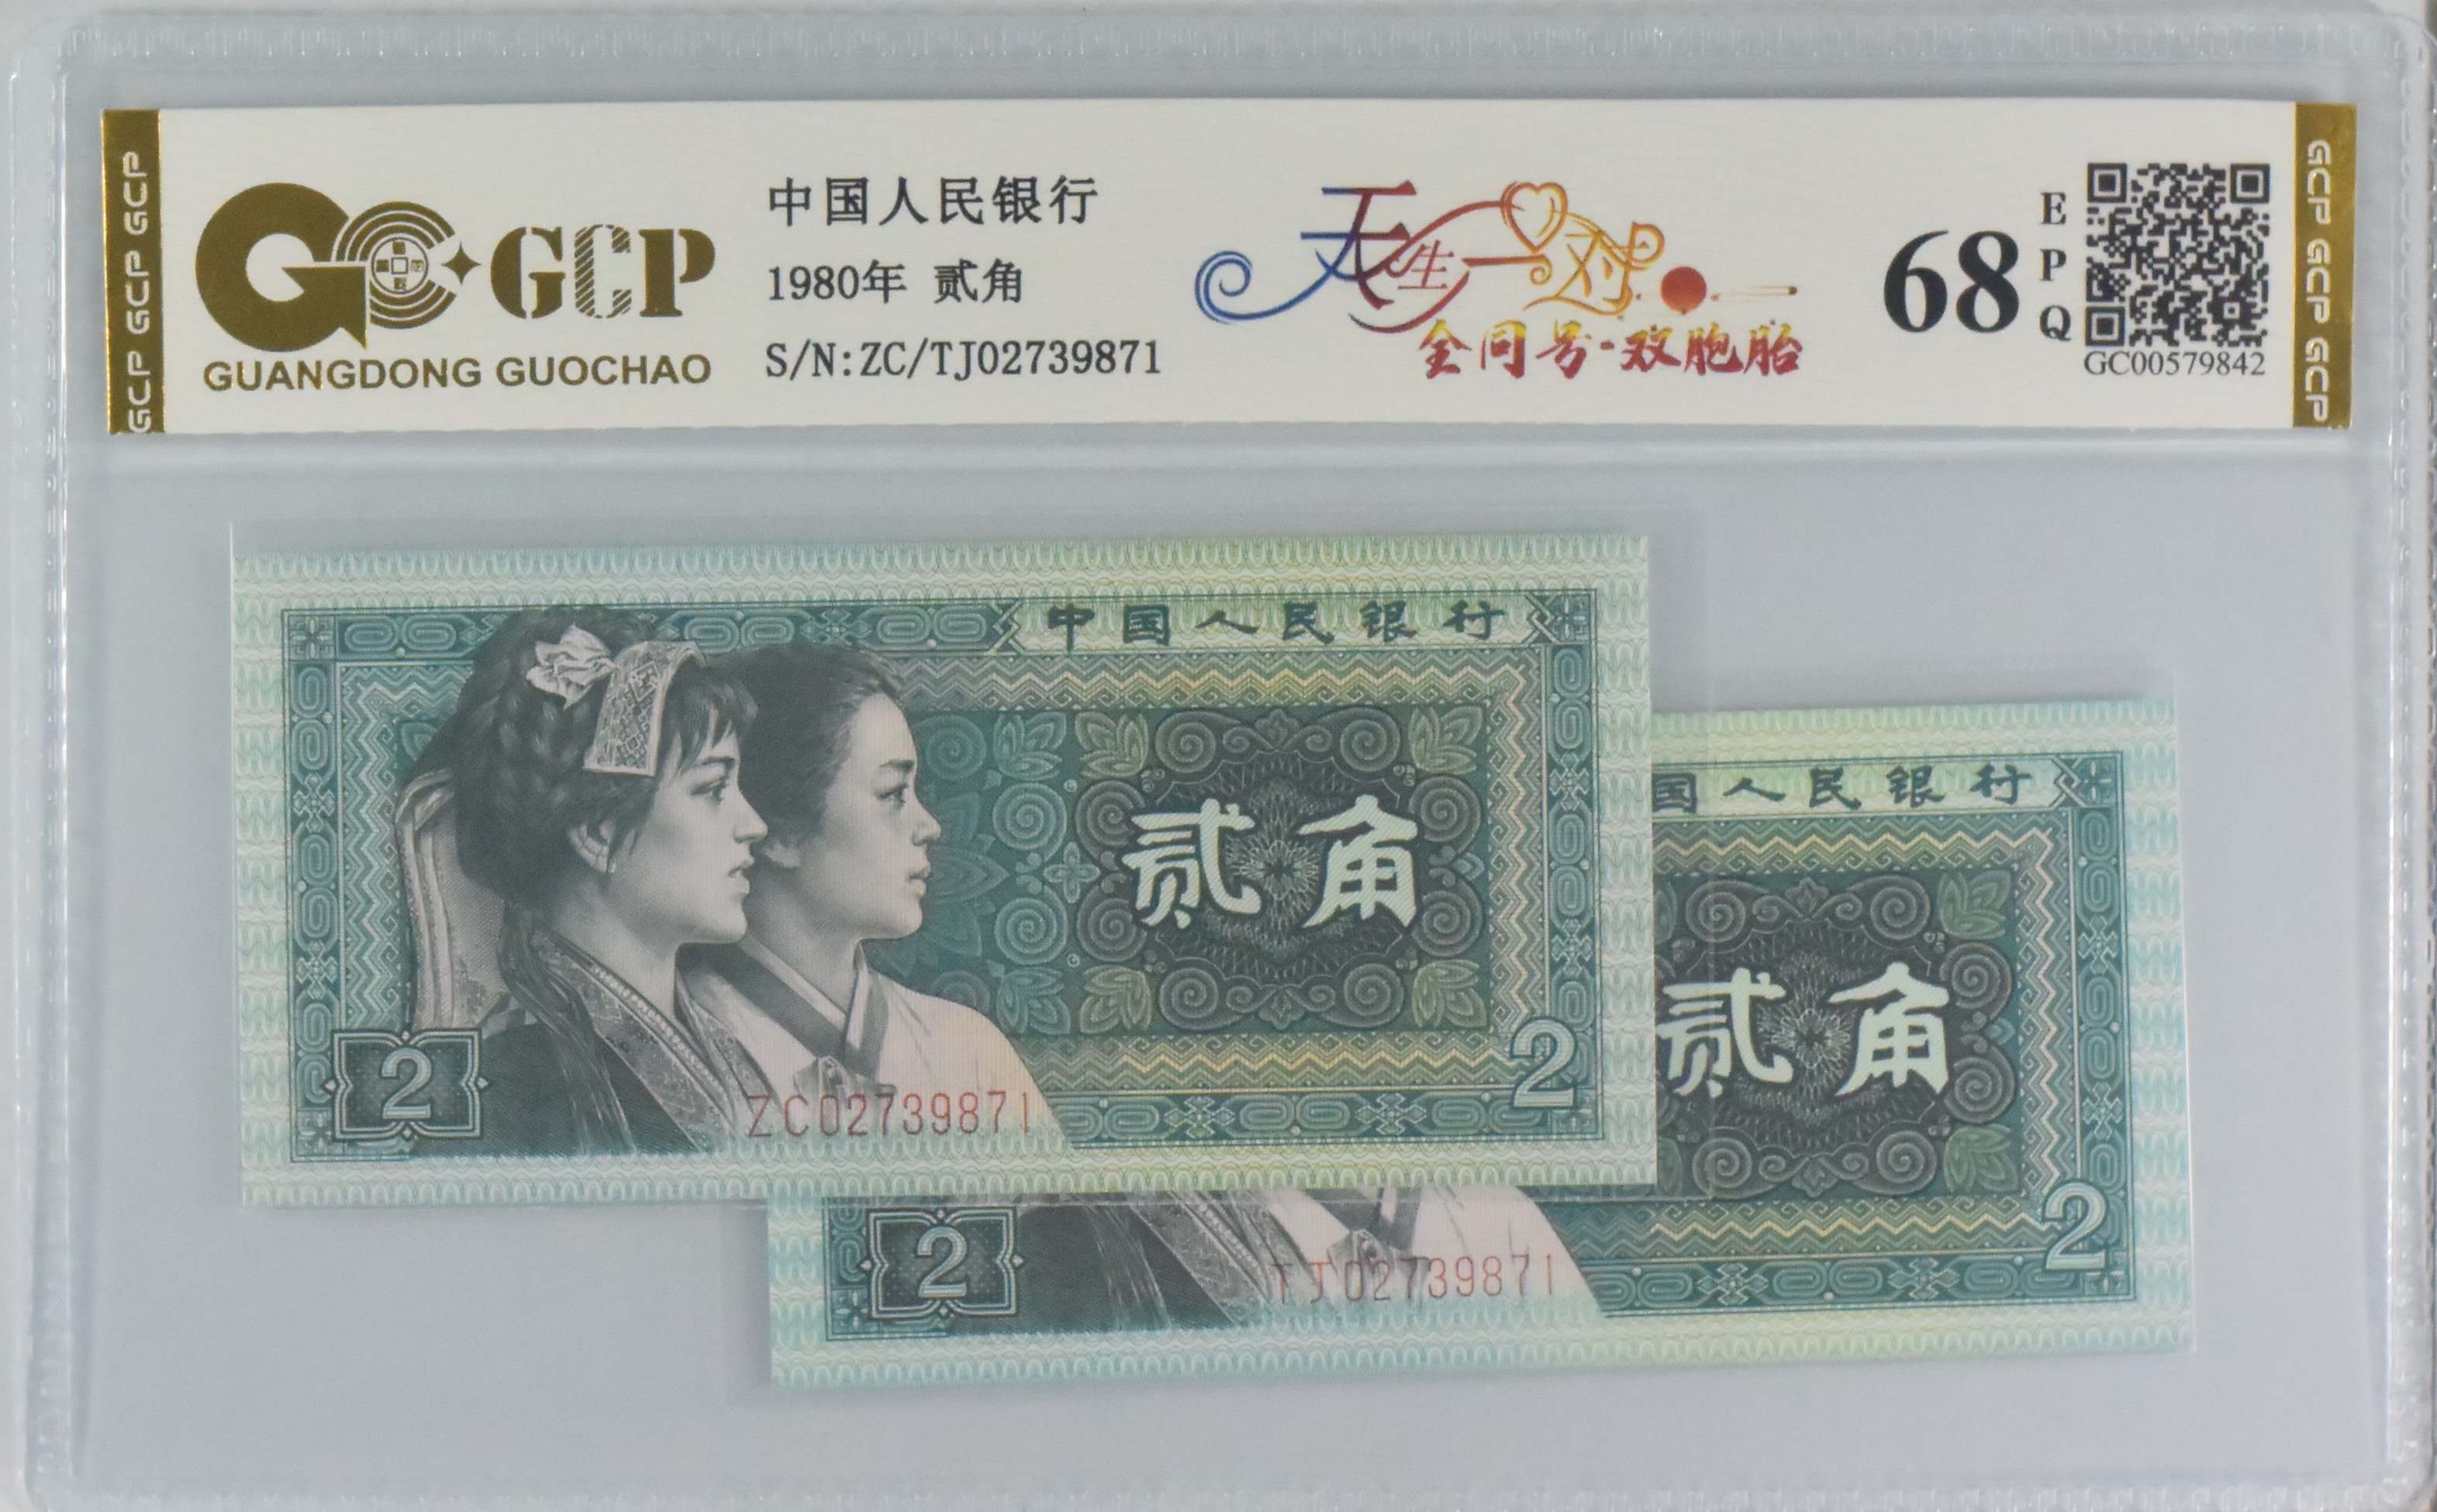 GCP GCP GCP
GCP
GUANGDONG GUOCHAO
中国人民银行
1980年 贰角
S/N:ZC/TJ02739871
天生一对
全同号·双胞胎
68
EPQ
GC00579842
GCP GCP GCP
中国人民银行
贰角
2
ZC02739871
2
国人民银行
贰角
2
TJ02739871
2